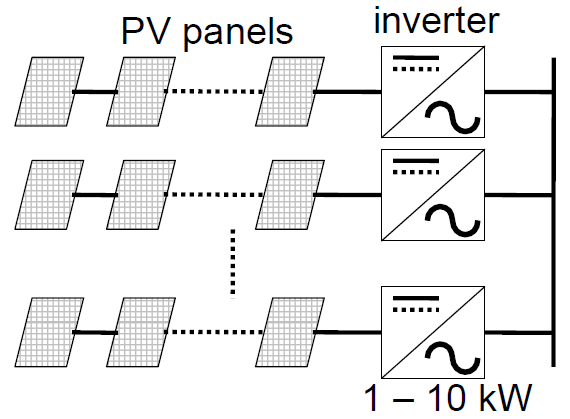 PV panels
inverter
1 – 10 kW